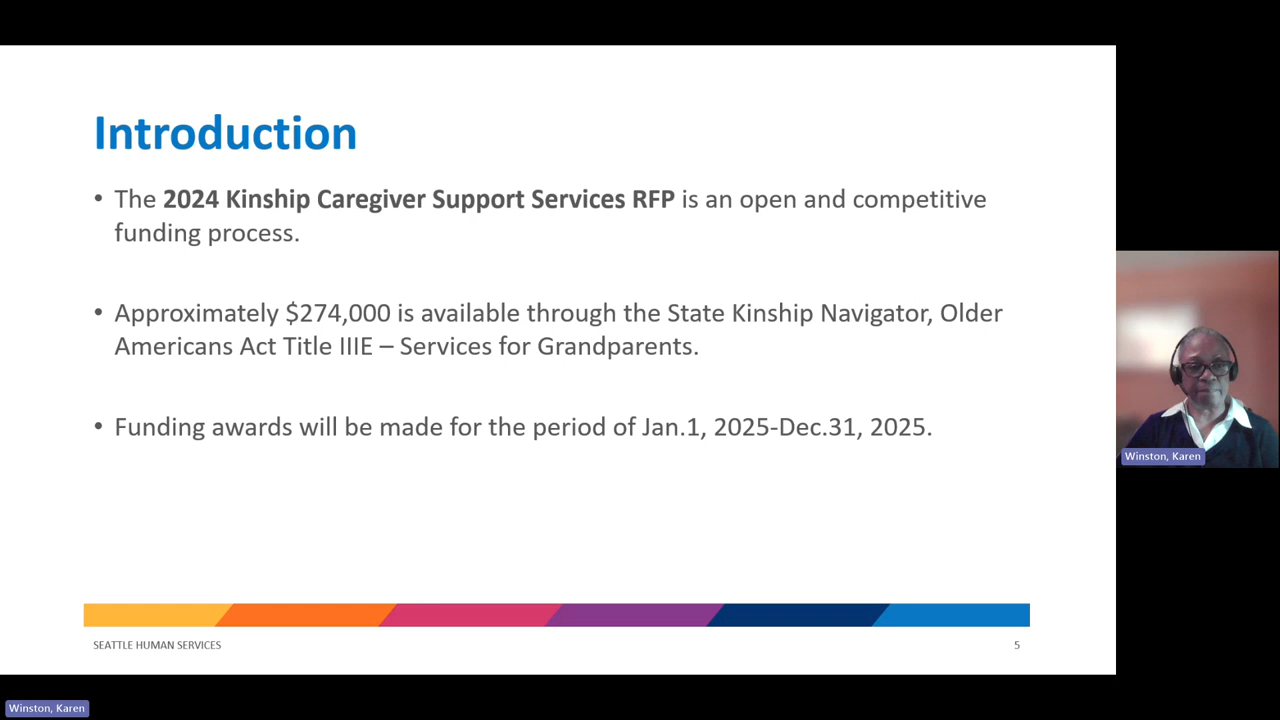 Introduction
• The 2024 Kinship Caregiver Support Services RFP is an open and competitive
funding process.
• Approximately $274,000 is available through the State Kinship Navigator, Older
Americans Act Title IIIE – Services for Grandparents.
• Funding awards will be made for the period of Jan.1, 2025-Dec.31, 2025.
SEATTLE HUMAN SERVICES
5
Winston, Karen
Winston, Karen